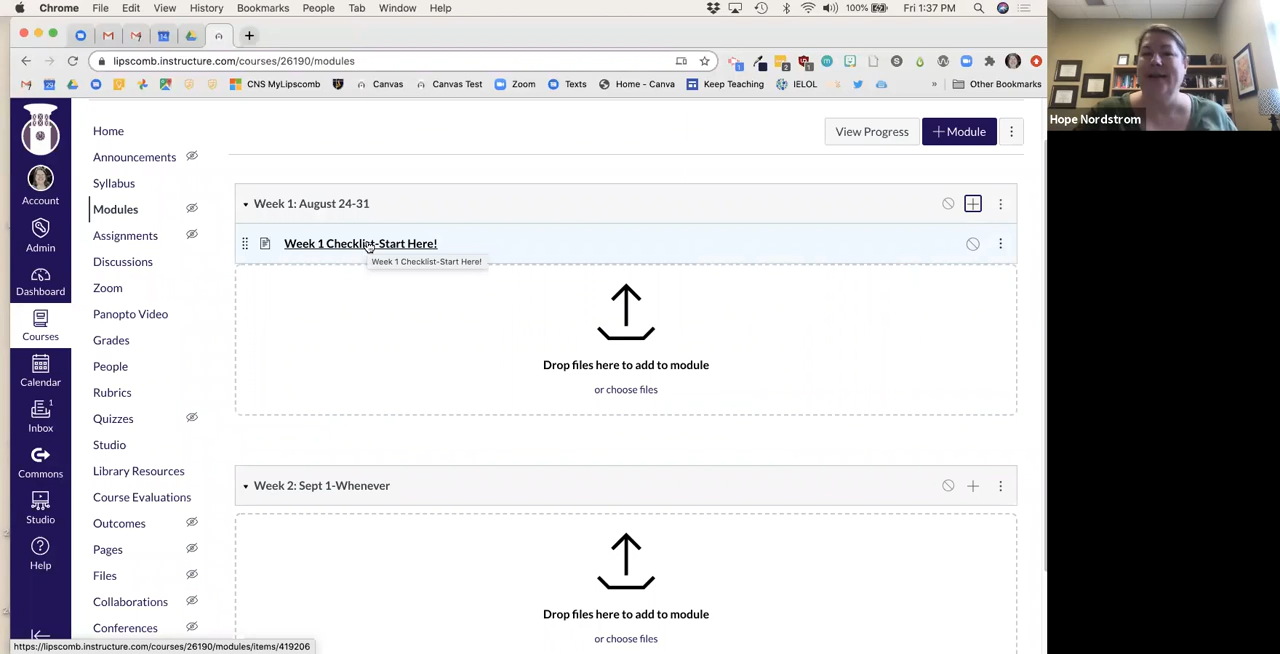 Chrome File Edit View History Bookmarks People Tab Window Help
100% Fri 1:37 PM
lipscomb.instructure.com/courses/26190/modules
CNS MyLipscomb Canvas Canvas Test Zoom Texts Home - Canva Keep Teaching IELOL » Other Bookmarks
Hope Nordstrom
Account
Admin
Dashboard
Courses
Calendar
1
Inbox
Commons
Studio
Help
Home
Announcements
Syllabus
Modules
Assignments
Discussions
Zoom
Panopto Video
Grades
People
Rubrics
Quizzes
Studio
Library Resources
Course Evaluations
Outcomes
Pages
Files
Collaborations
Conferences
View Progress
+ Module
Week 1: August 24-31
Week 1 Checklist-Start Here!
Week 1 Checklist-Start Here!
Drop files here to add to module
or choose files
Week 2: Sept 1-Whenever
Drop files here to add to module
or choose files
https://lipscomb.instructure.com/courses/26190/modules/items/419206